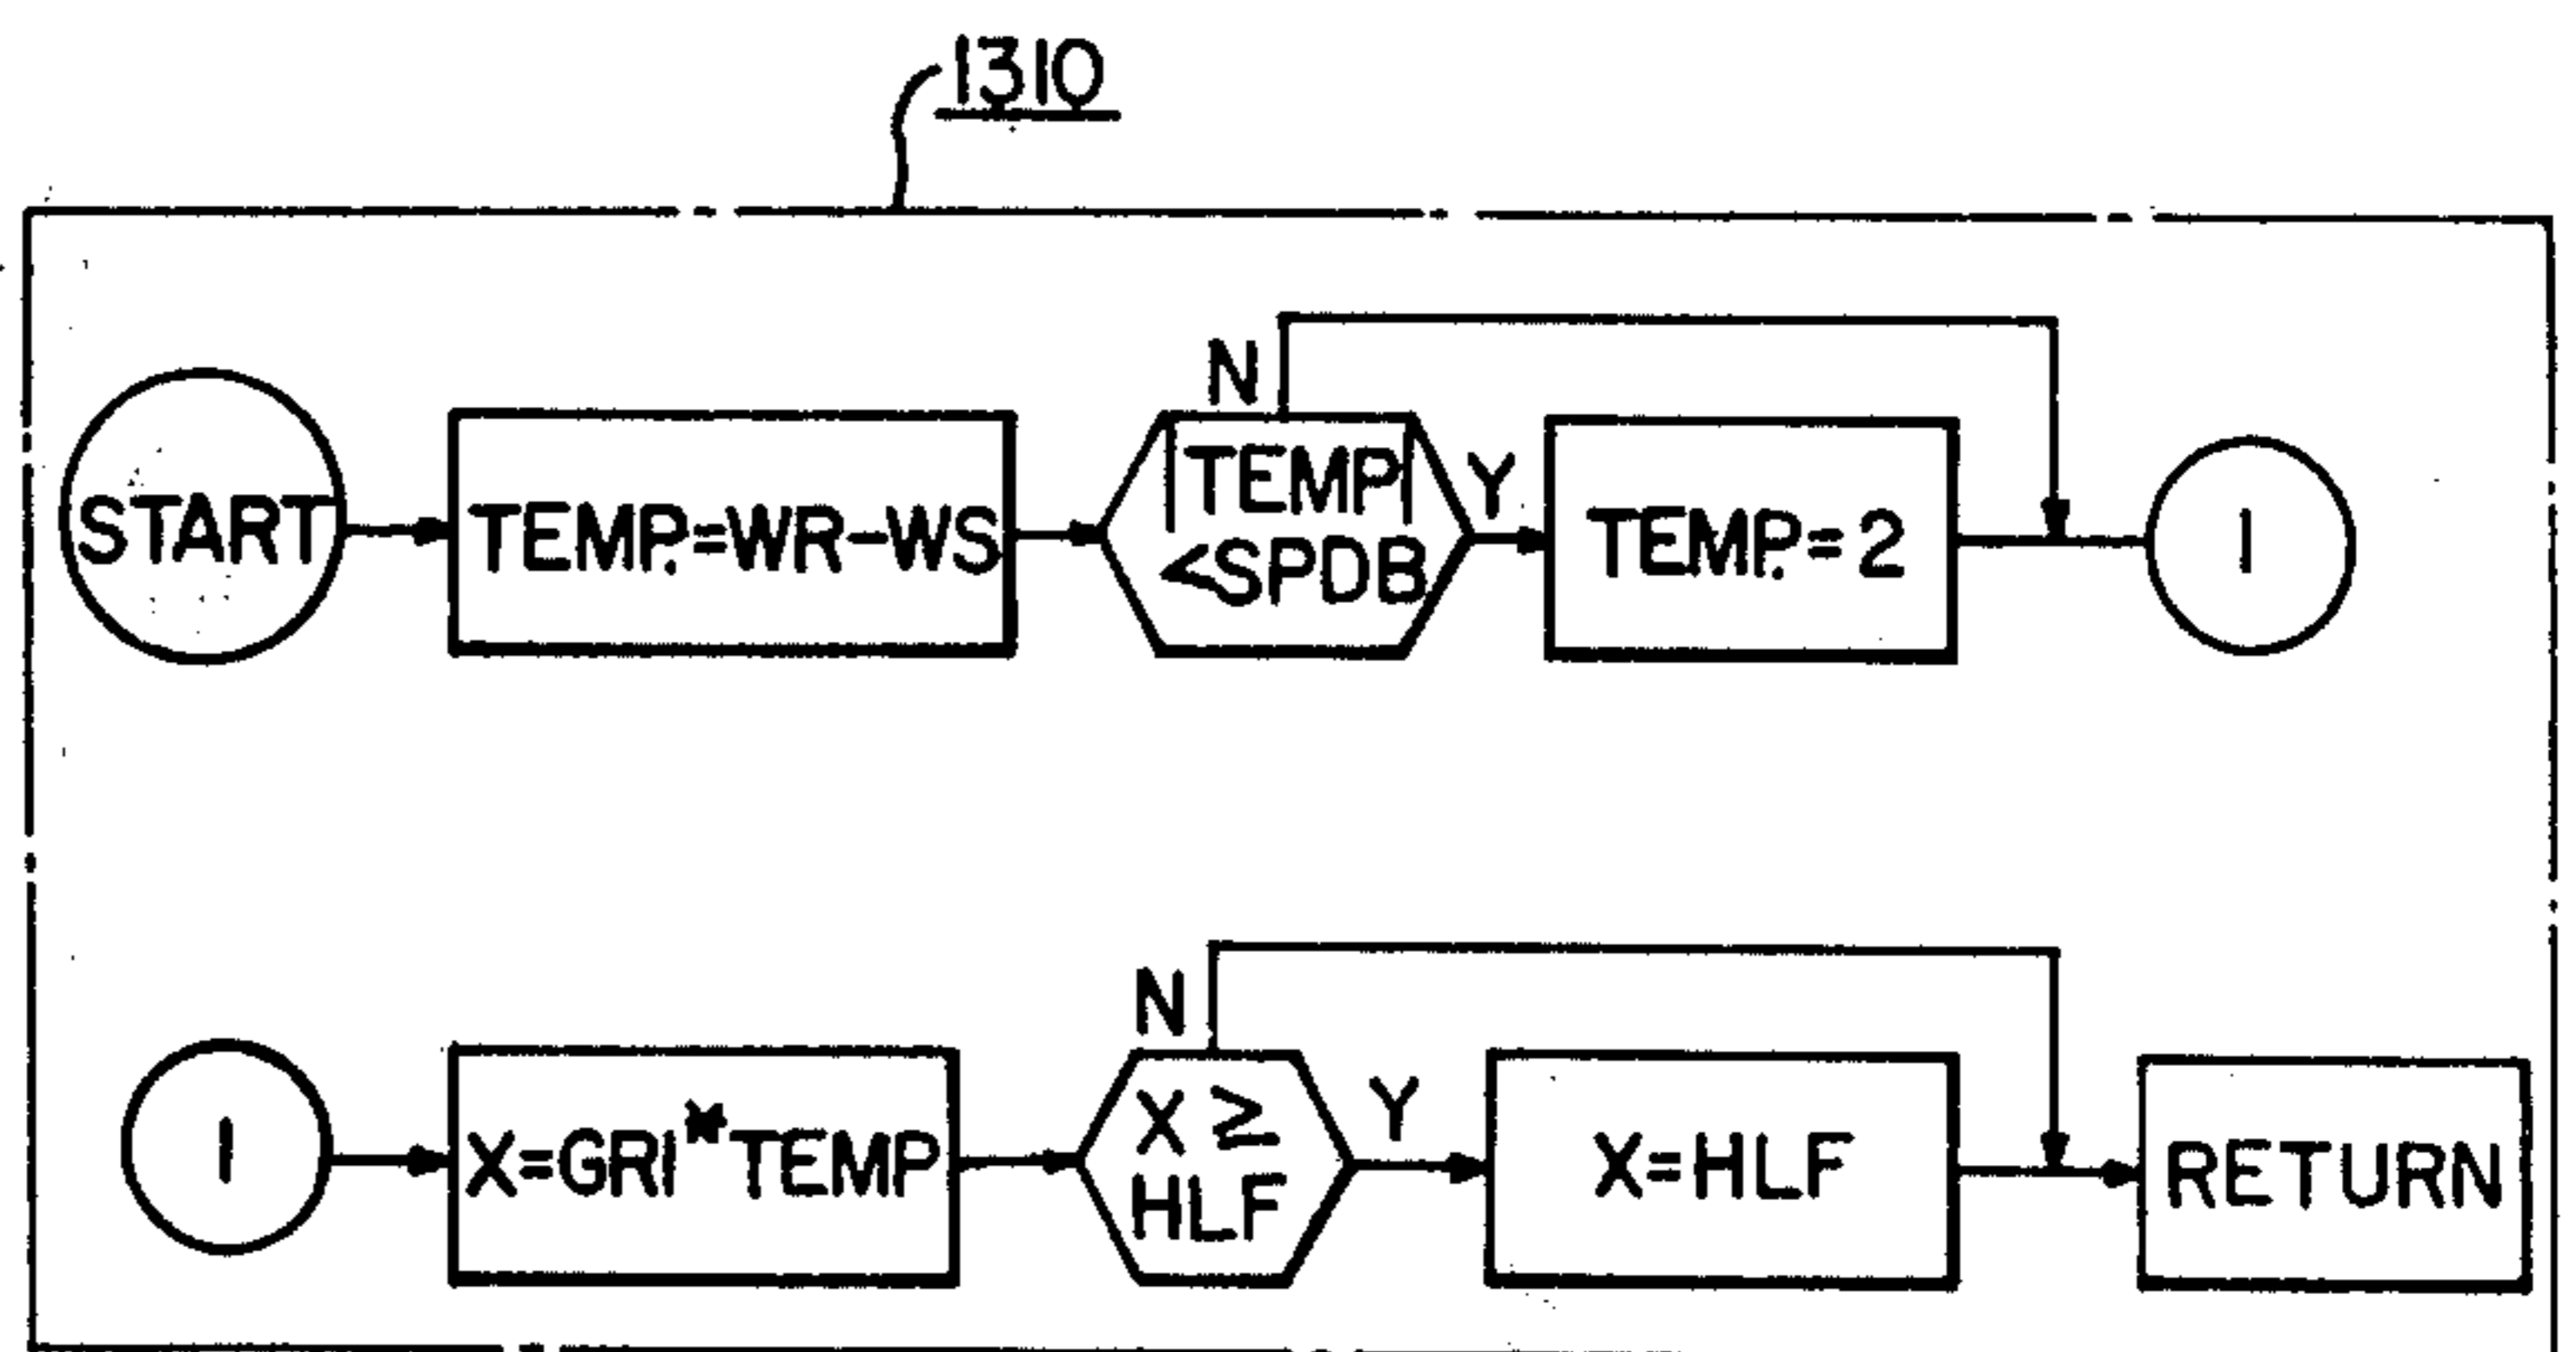 1310
START
TEMP.=WR-WS
N
|TEMP|
<SPDB
Y
TEMP.=2
1
1
X=GRI*TEMP
N
X ≥
HLF
Y
X=HLF
RETURN